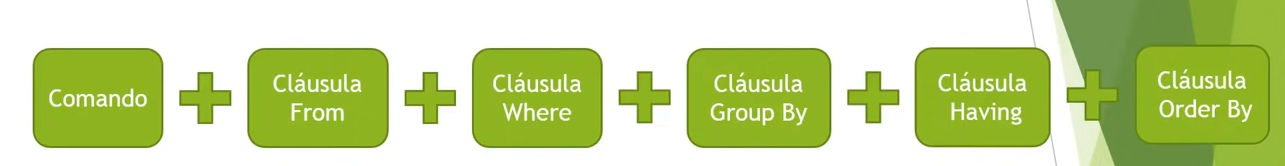 Comando
Cláusula
From
Cláusula
Where
Cláusula
Group By
Cláusula
Having
Cláusula
Order By